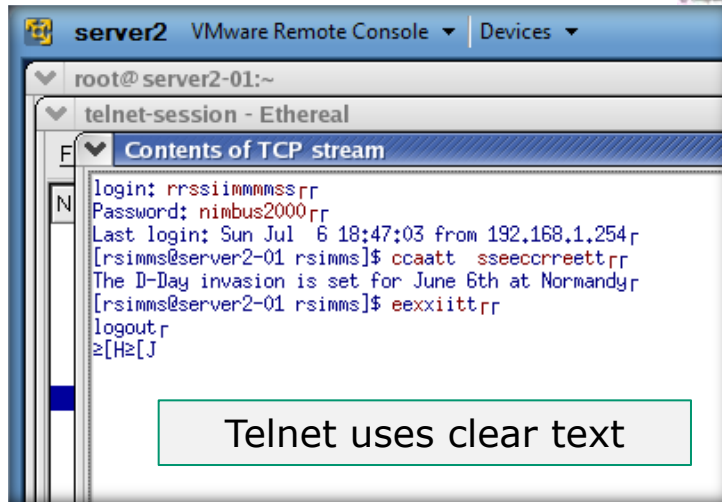 server2 VMware Remote Console Devices
root@server2-01:~
telnet-session - Ethereal
F
Contents of TCP stream
N
login: rrssiimmmmss┌┌
Password: nimbus2000┌┌
Last login: Sun Jul  6 18:47:03 from 192.168.1.254┌
[rsimms@server2-01 rsimms]$ ccaatt  sseeccrreett┌┌
The D-Day invasion is set for June 6th at Normandy┌
[rsimms@server2-01 rsimms]$ eexxiitt┌┌
logout┌
≥[H≥[J
Telnet uses clear text